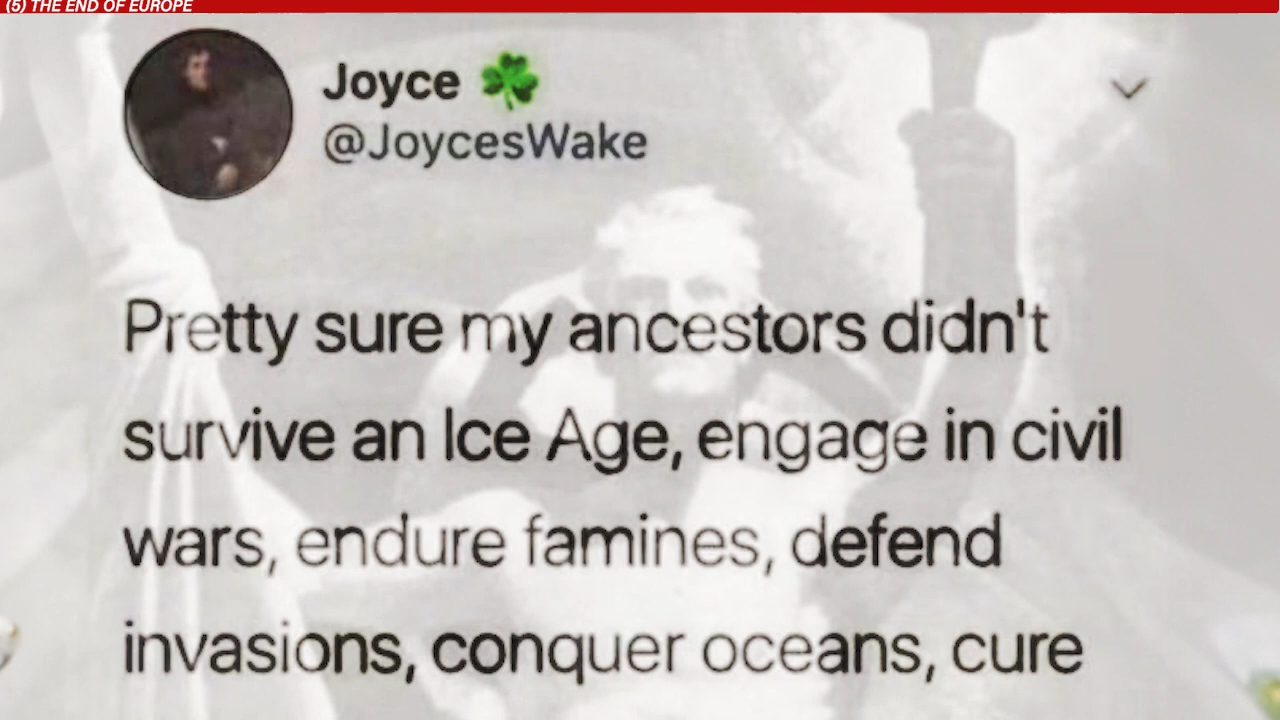 (5) THE END OF EUROPE
Joyce ☘
@JoycesWake
Pretty sure my ancestors didn't
survive an Ice Age, engage in civil
wars, endure famines, defend
invasions, conquer oceans, cure